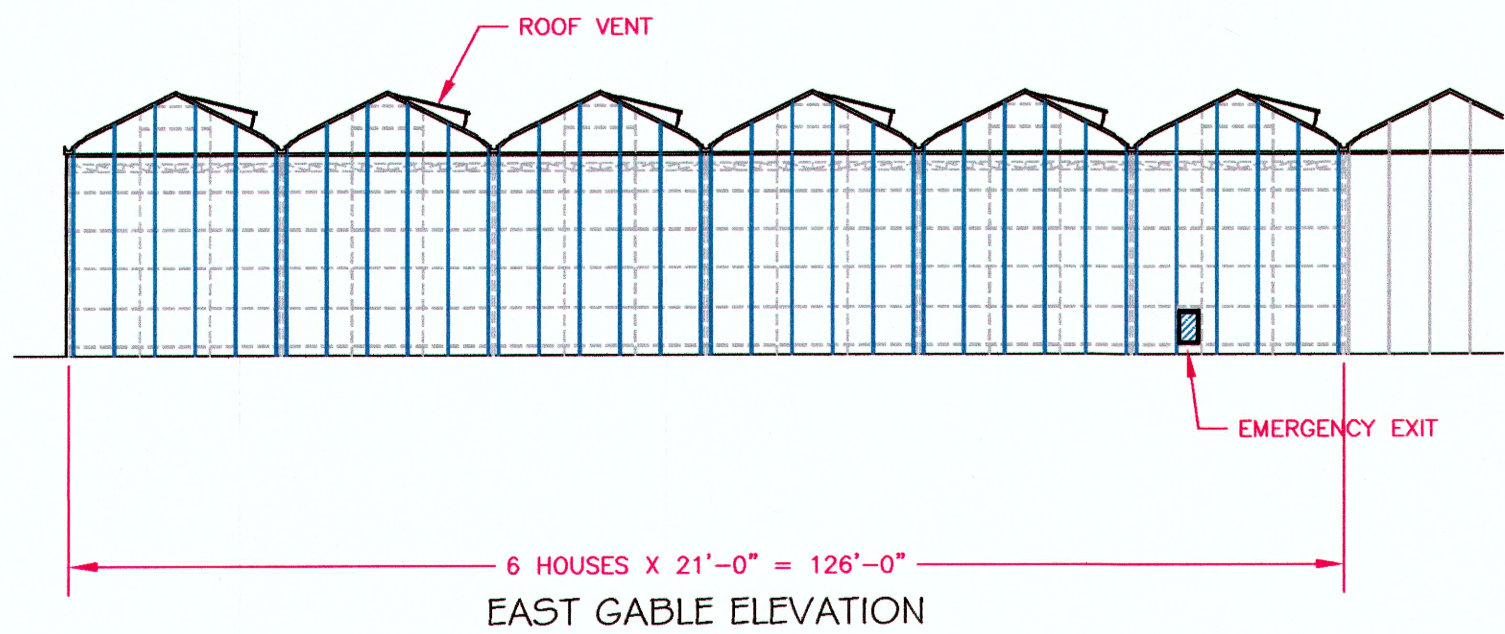 ROOF VENT
EMERGENCY EXIT
6 HOUSES X 21'-0" = 126'-0"
EAST GABLE ELEVATION